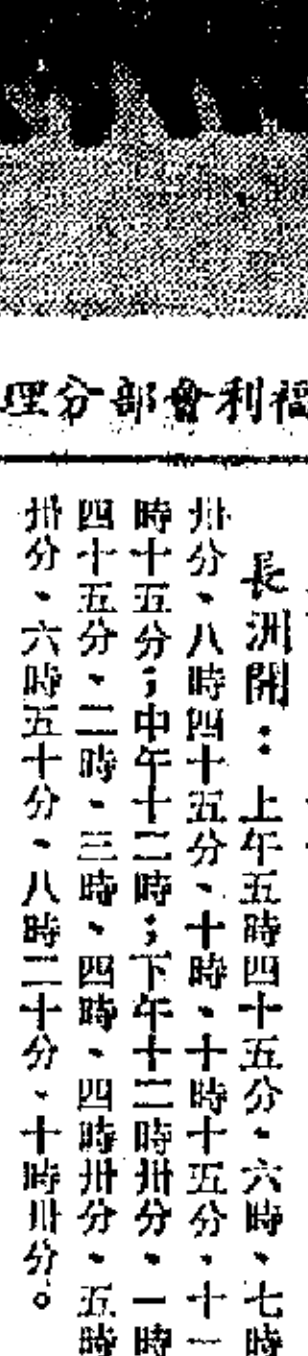 福利會部分理
長洲開：上午五時四十五分、六時、七時
卅分、八時四十五分、十時、十時十五分、十一
時十五分；中午十二時；下午十二時卅分、一時
四十五分、二時、三時、四時、四時卅分、五時
卅分、六時五十分、八時二十分、十時卅分。